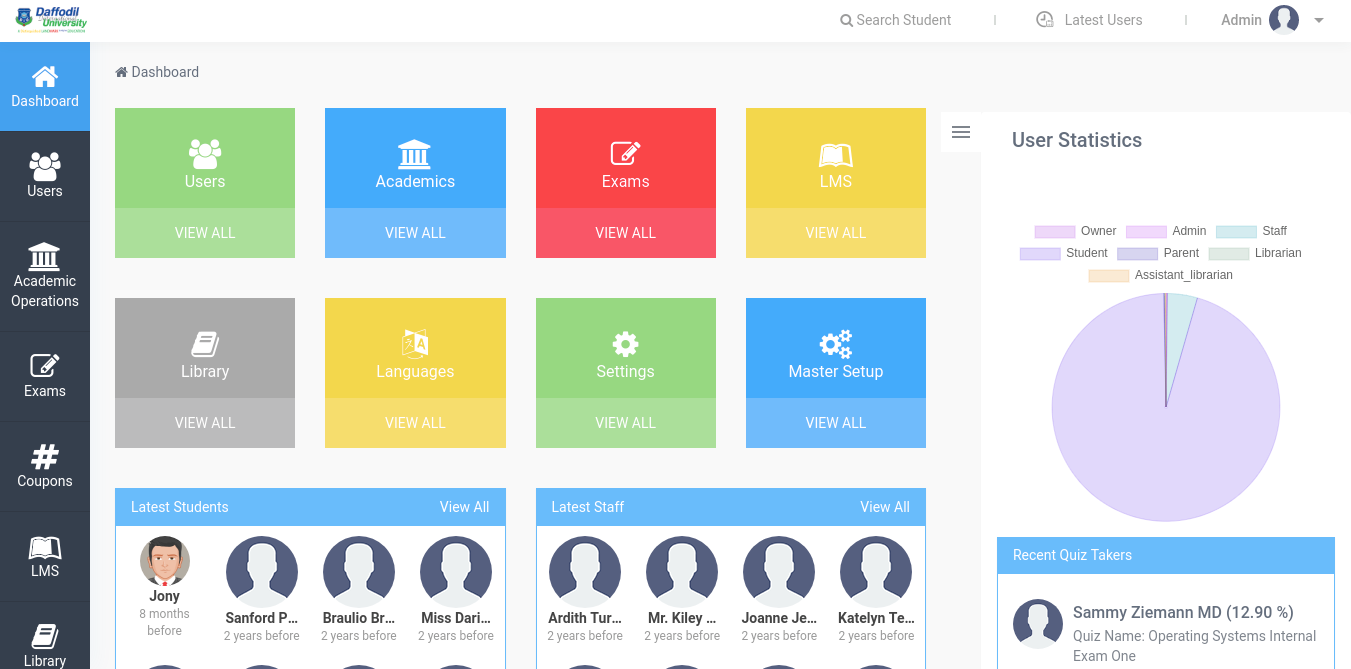 Daffodil
University
Search Student
Latest Users
Admin
Dashboard
Users
Academic
Operations
Exams
Coupons
LMS
Library
Dashboard
Users
VIEW ALL
Academics
VIEW ALL
Exams
VIEW ALL
LMS
VIEW ALL
Library
VIEW ALL
Languages
VIEW ALL
Settings
VIEW ALL
Master Setup
VIEW ALL
Latest Students View All
Jony
8 months
before
Sanford P...
2 years before
Braulio Br...
2 years before
Miss Dari...
2 years before
Latest Staff View All
Ardith Tur...
2 years before
Mr. Kiley ...
2 years before
Joanne Je...
2 years before
Katelyn Te...
2 years before
User Statistics
Owner Admin Staff
Student Parent Librarian
Assistant_librarian
Recent Quiz Takers
Sammy Ziemann MD (12.90 %)
Quiz Name: Operating Systems Internal
Exam One